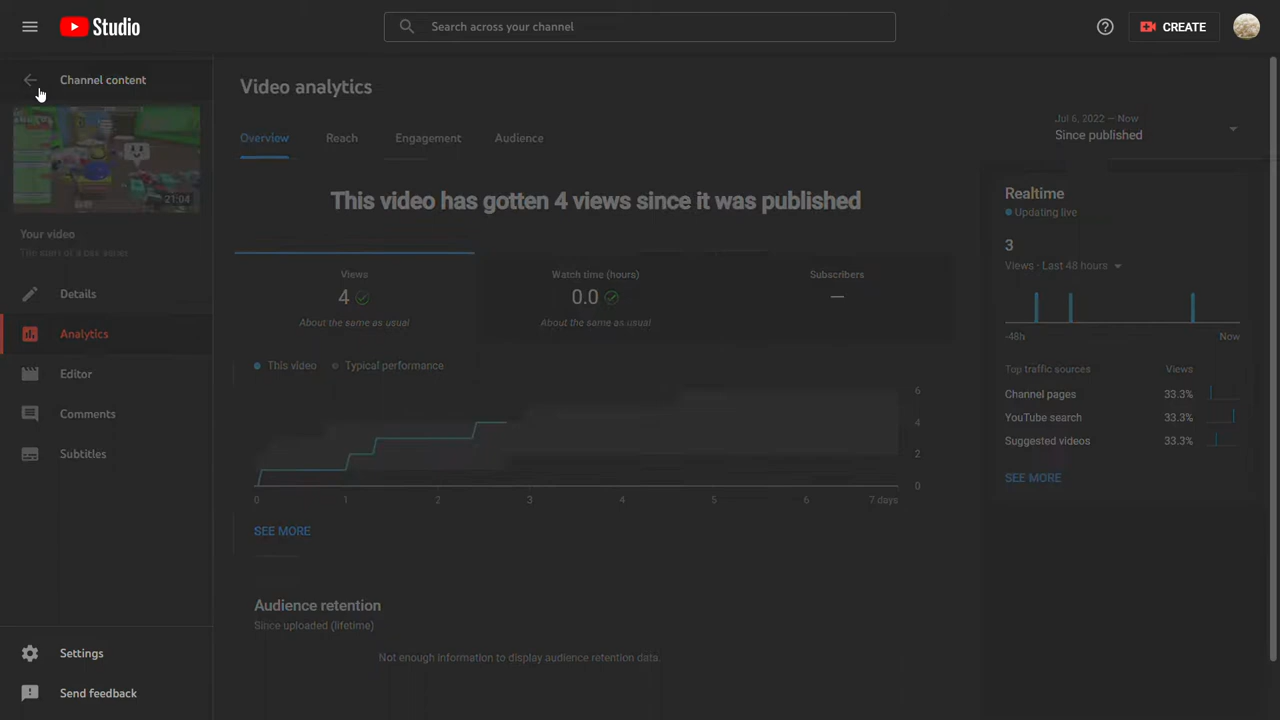 Studio
Search across your channel
CREATE
Channel content
21:04
Your video
Details
Analytics
Editor
Comments
Subtitles
Settings
Send feedback
Video analytics
Overview
Reach
Engagement
Audience
Jul 6, 2022 — Now
Since published
This video has gotten 4 views since it was published
Views
4
About the same as usual
Watch time (hours)
0.0
About the same as usual
Subscribers
—
This video
Typical performance
6
4
2
0
0 1 2 3 4 5 6 7 days
SEE MORE
Audience retention
Since uploaded (lifetime)
Not enough information to display audience retention data.
Realtime
Updating live
3
Views · Last 48 hours
-48h
Now
Top traffic sources
Views
Channel pages 33.3%
YouTube search 33.3%
Suggested videos 33.3%
SEE MORE